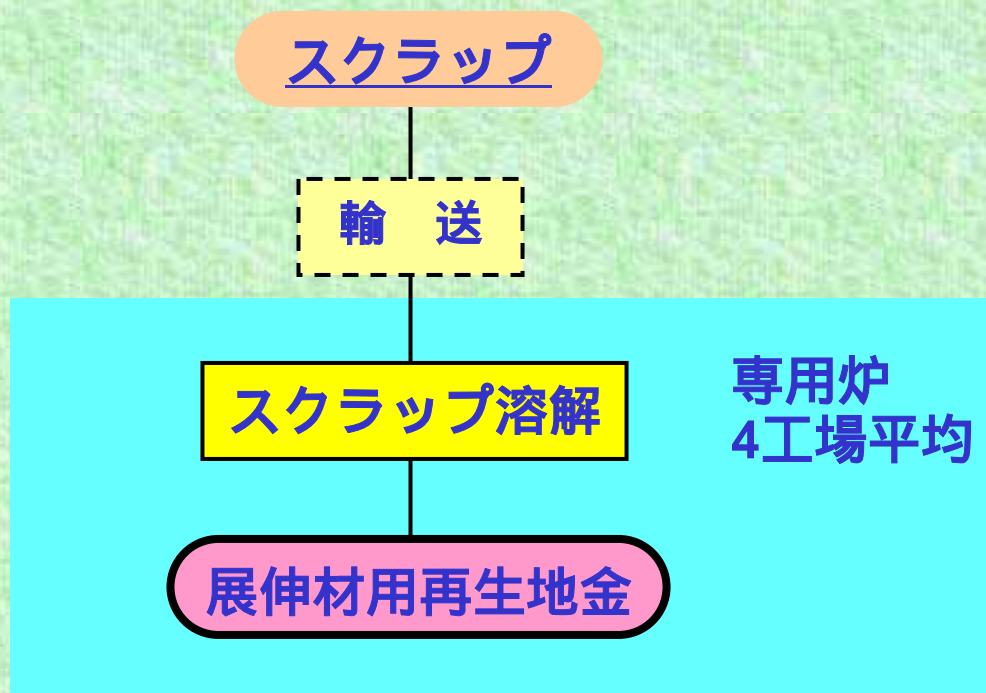 スクラップ
輸　送
スクラップ溶解
専用炉
4工場平均
展伸材用再生地金